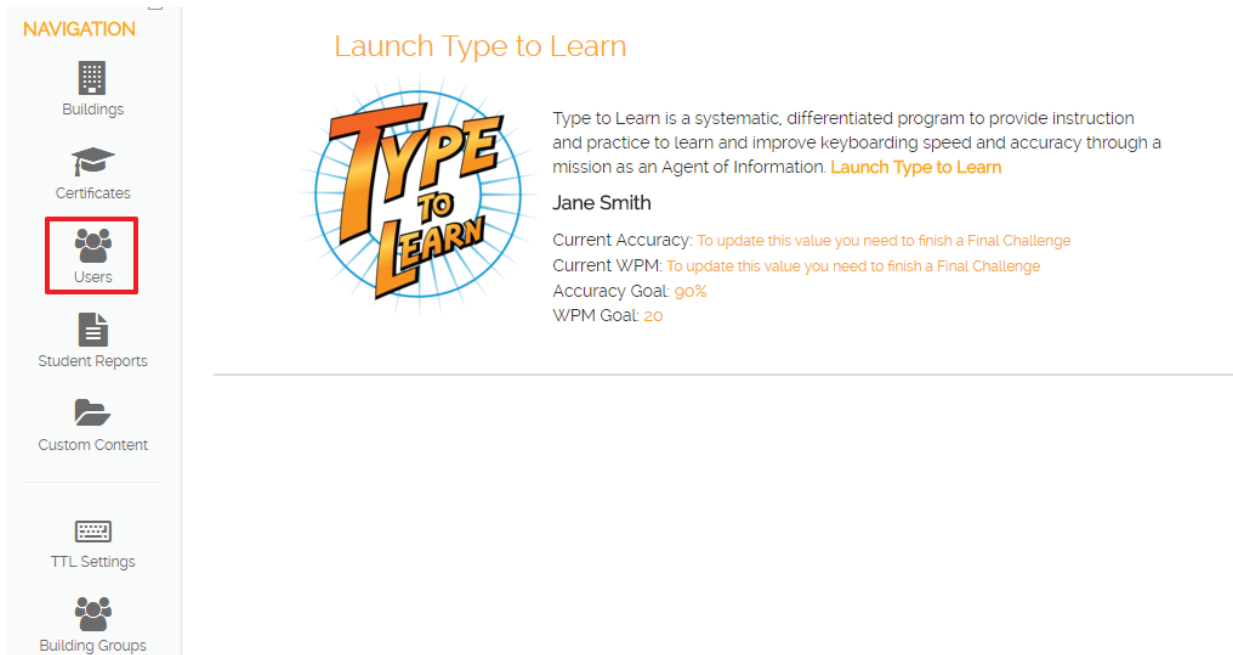 NAVIGATION
Buildings
Certificates
Users
Student Reports
Custom Content
TTL Settings
Building Groups
Launch Type to Learn
TYPE
TO
LEARN
Type to Learn is a systematic, differentiated program to provide instruction
and practice to learn and improve keyboarding speed and accuracy through a
mission as an Agent of Information. Launch Type to Learn
Jane Smith
Current Accuracy: To update this value you need to finish a Final Challenge
Current WPM: To update this value you need to finish a Final Challenge
Accuracy Goal: 90%
WPM Goal: 20